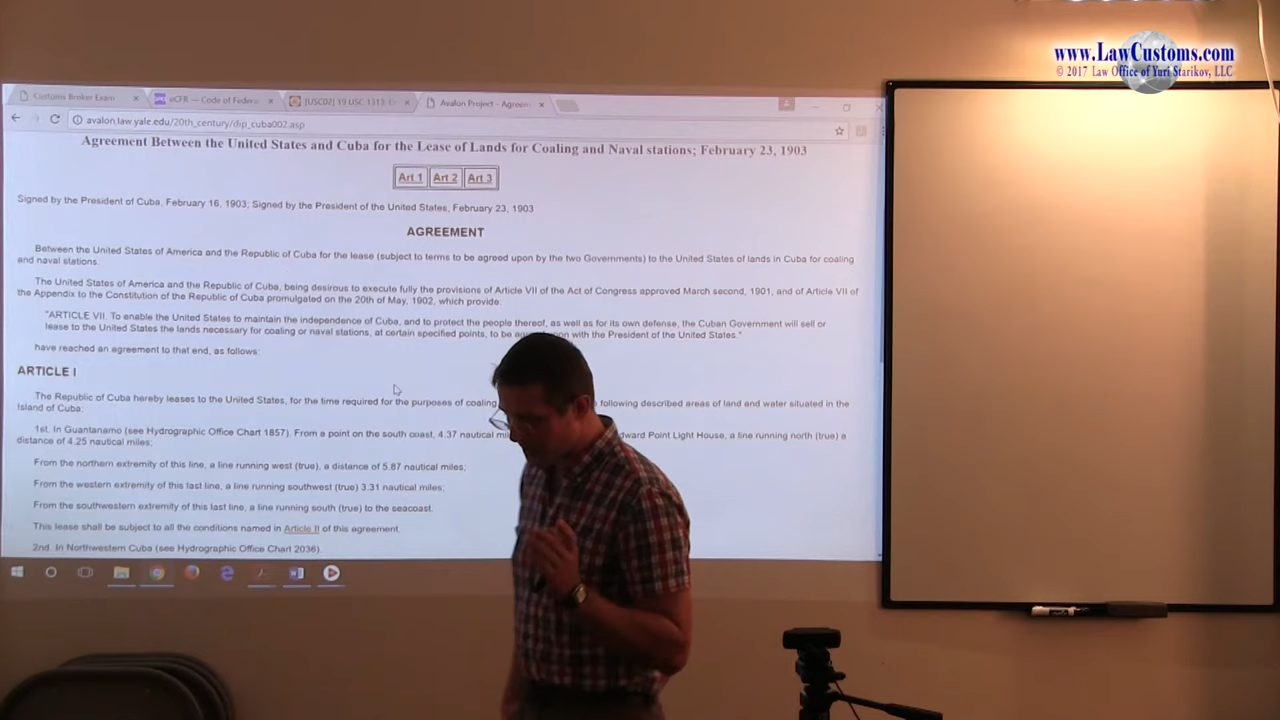 www.LawCustoms.com
© 2017 Law Office of Yuri Starikov, LLC
Customs Broker Exam
eCFR — Code of Federa
[USC02] 19 USC 1313:
Avalon Project - Agreem
avalon.law.yale.edu/20th_century/dip_cuba002.asp
Agreement Between the United States and Cuba for the Lease of Lands for Coaling and Naval stations; February 23, 1903
Art 1 Art 2 Art 3
Signed by the President of Cuba, February 16, 1903; Signed by the President of the United States, February 23, 1903
AGREEMENT
Between the United States of America and the Republic of Cuba for the lease (subject to terms to be agreed upon by the two Governments) to the United States of lands in Cuba for coaling
and naval stations.
The United States of America and the Republic of Cuba, being desirous to execute fully the provisions of Article VII of the Act of Congress approved March second, 1901, and of Article VII of
the Appendix to the Constitution of the Republic of Cuba promulgated on the 20th of May, 1902, which provide:
"ARTICLE VII. To enable the United States to maintain the independence of Cuba, and to protect the people thereof, as well as for its own defense, the Cuban Government will sell or
lease to the United States the lands necessary for coaling or naval stations, at certain specified points, to be agreed upon with the President of the United States."
have reached an agreement to that end, as follows:
ARTICLE I
The Republic of Cuba hereby leases to the United States, for the time required for the purposes of coaling following described areas of land and water situated in the
Island of Cuba:
1st. In Guantanamo (see Hydrographic Office Chart 1857). From a point on the south coast, 4.37 nautical mi dward Point Light House, a line running north (true) a
distance of 4.25 nautical miles;
From the northern extremity of this line, a line running west (true), a distance of 5.87 nautical miles;
From the western extremity of this last line, a line running southwest (true) 3.31 nautical miles;
From the southwestern extremity of this last line, a line running south (true) to the seacoast.
This lease shall be subject to all the conditions named in Article II of this agreement.
2nd. In Northwestern Cuba (see Hydrographic Office Chart 2036).